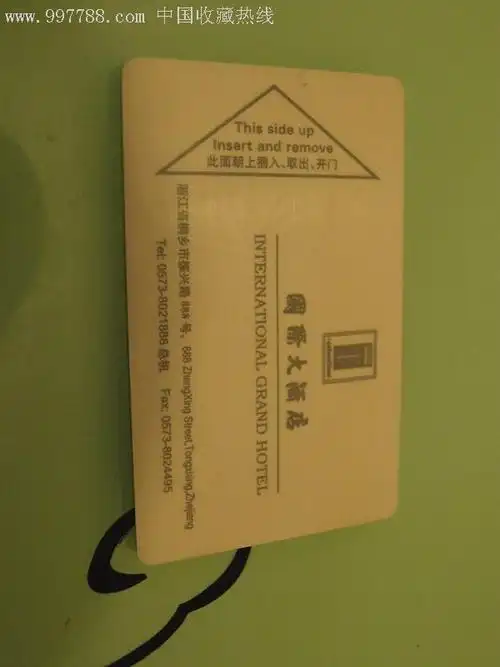 www.997788.com 中国收藏热线
This side up
Insert and remove
此面朝上插入、取出、开门
國際大酒店
INTERNATIONAL GRAND HOTEL
浙江省桐乡市振兴路 888 号, 888 ZhengXing Street,Tongxiang,Zhejiang
Tel: 0573-8021888 总机 Fax: 0573-8024495